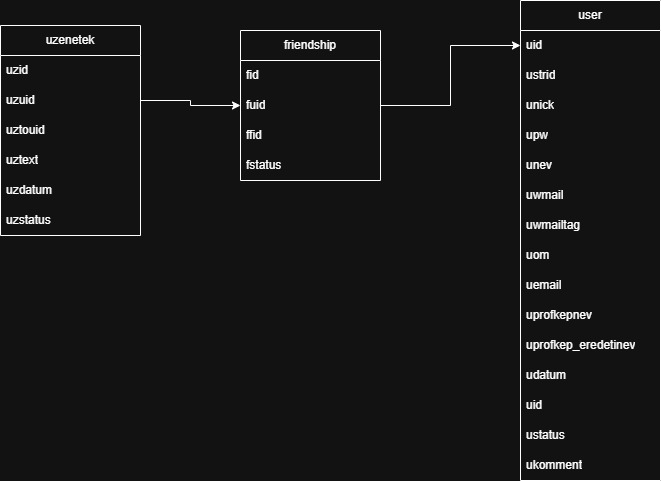 uzenetek
uzid
uzuid
uztouid
uztext
uzdatum
uzstatus
friendship
fid
fuid
ffid
fstatus
user
uid
ustrid
unick
upw
unev
uwmail
uwmailtag
uom
uemail
uprofkepnev
uprofkep_eredetinev
udatum
uid
ustatus
ukomment